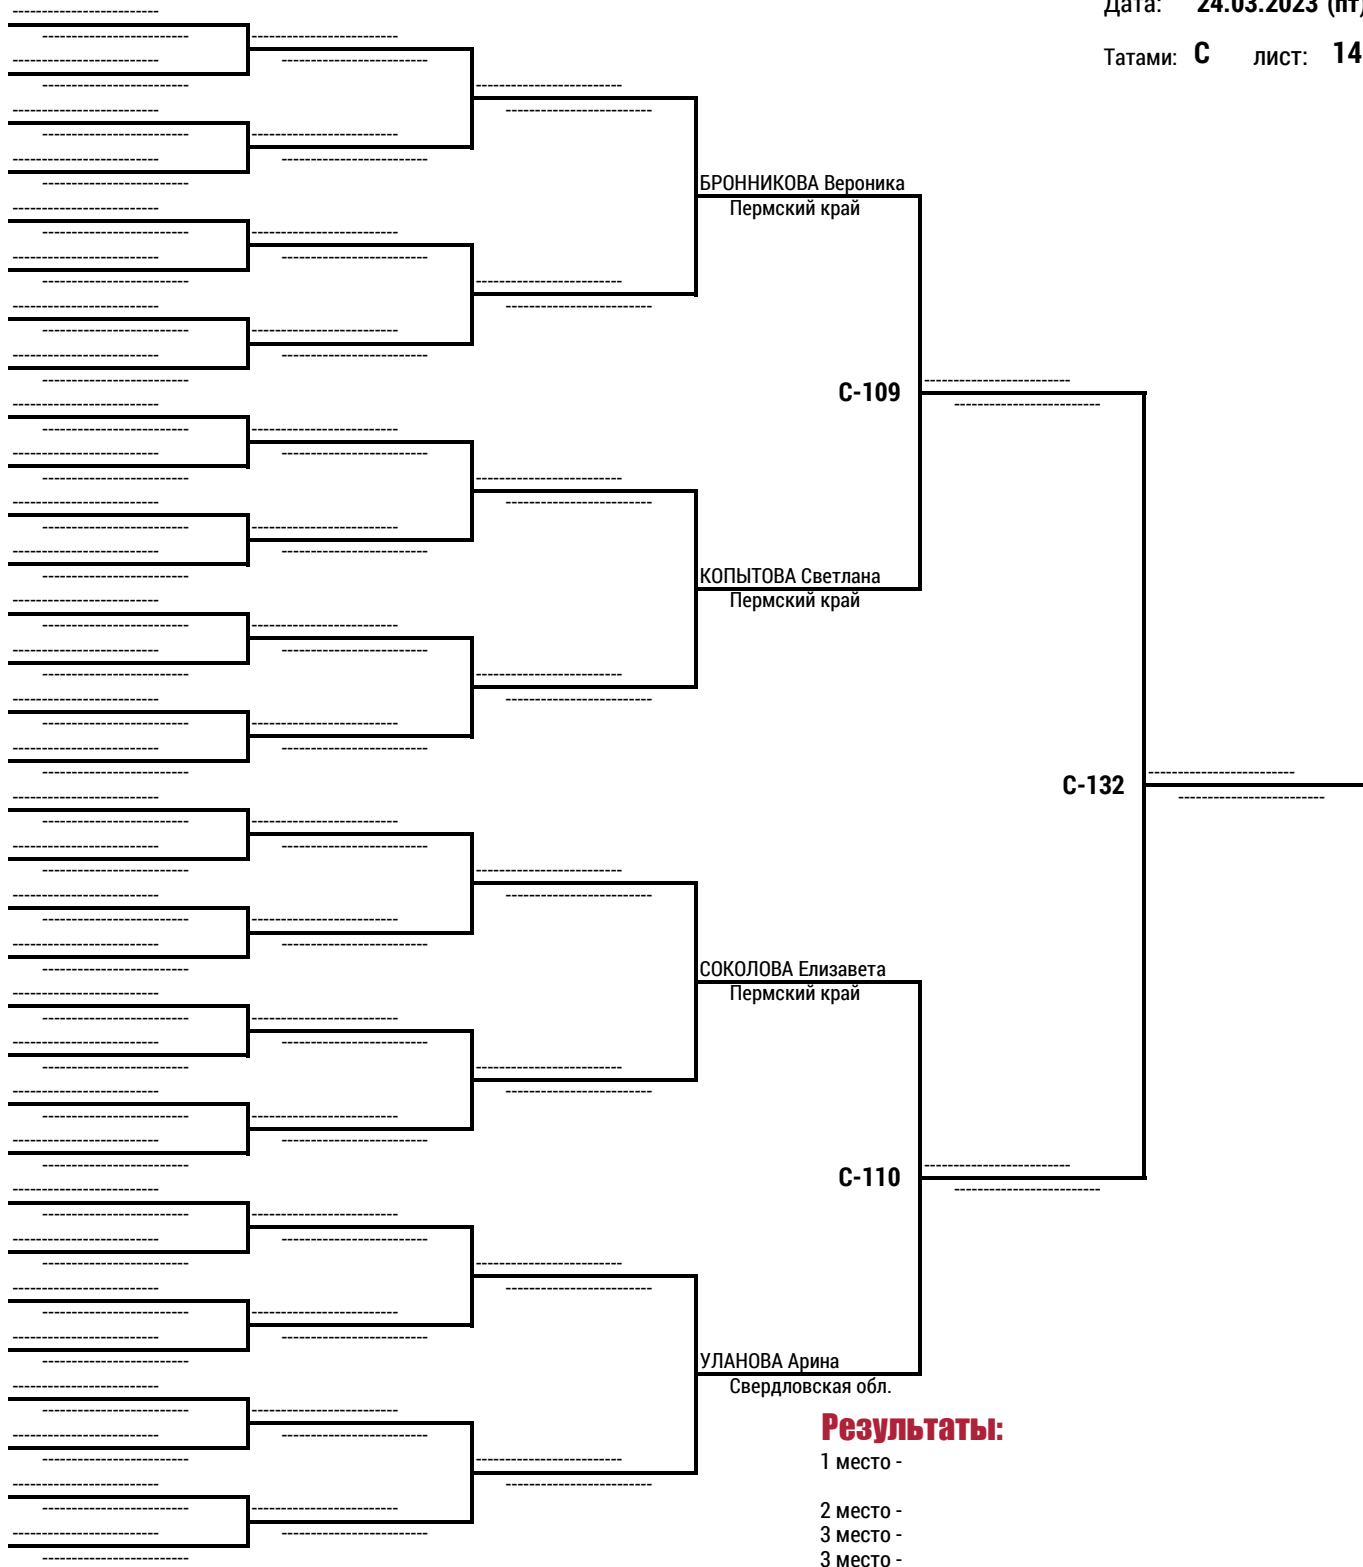 Дата: 24.03.2023 (пт)
Татами: С лист: 14
БРОННИКОВА Вероника
Пермский край
С-109
КОПЫТОВА Светлана
Пермский край
С-132
СОКОЛОВА Елизавета
Пермский край
С-110
УЛАНОВА Арина
Свердловская обл.
Результаты:
1 место -
2 место -
3 место -
3 место -